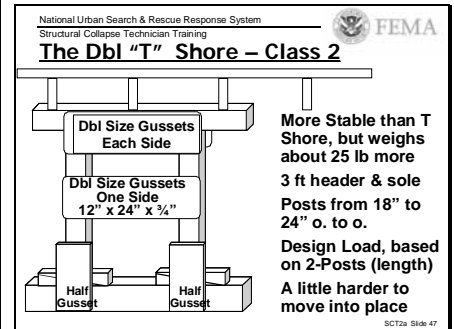 National Urban Search & Rescue Response System
Structural Collapse Technician Training
FEMA
The Dbl "T" Shore – Class 2
Dbl Size Gussets
Each Side
Dbl Size Gussets
One Side
12" x 24" x ¾"
Half
Gusset
Half
Gusset
More Stable than T
Shore, but weighs
about 25 lb more
3 ft header & sole
Posts from 18" to
24" o. to o.
Design Load, based
on 2-Posts (length)
A little harder to
move into place
SCT2a Slide 47